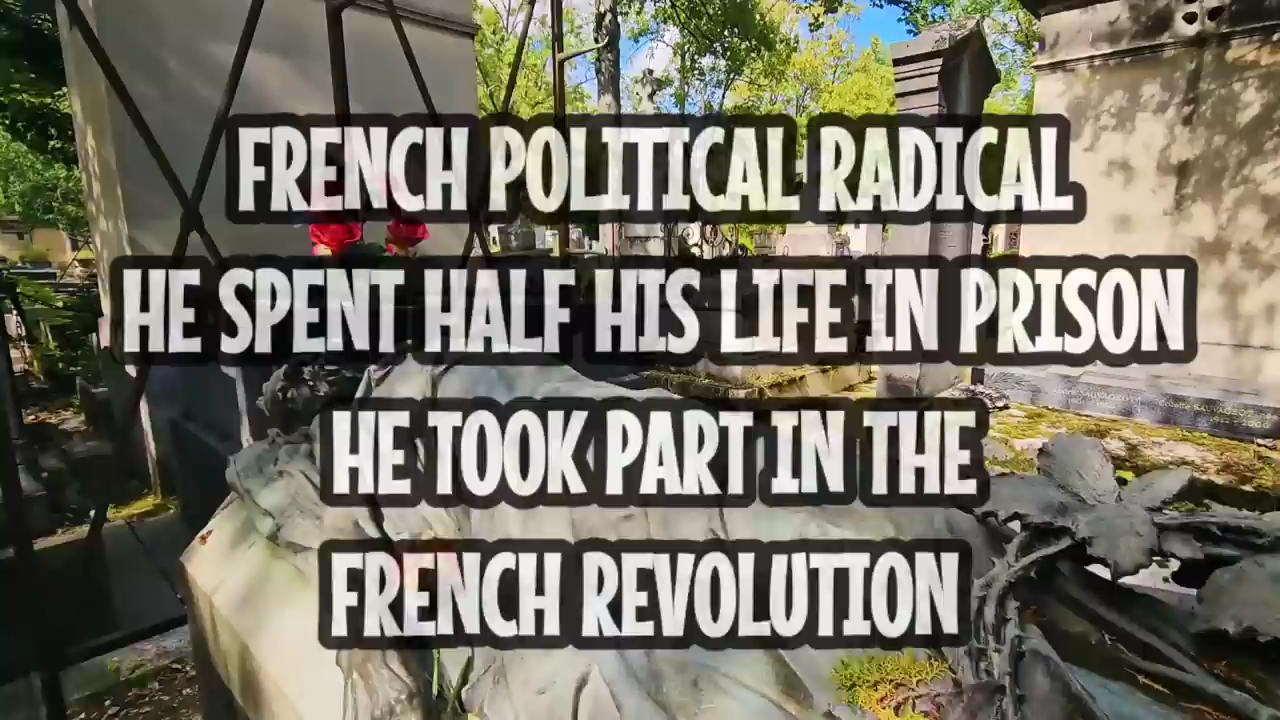 FRENCH POLITICAL RADICAL
HE SPENT HALF HIS LIFE IN PRISON
HE TOOK PART IN THE
FRENCH REVOLUTION